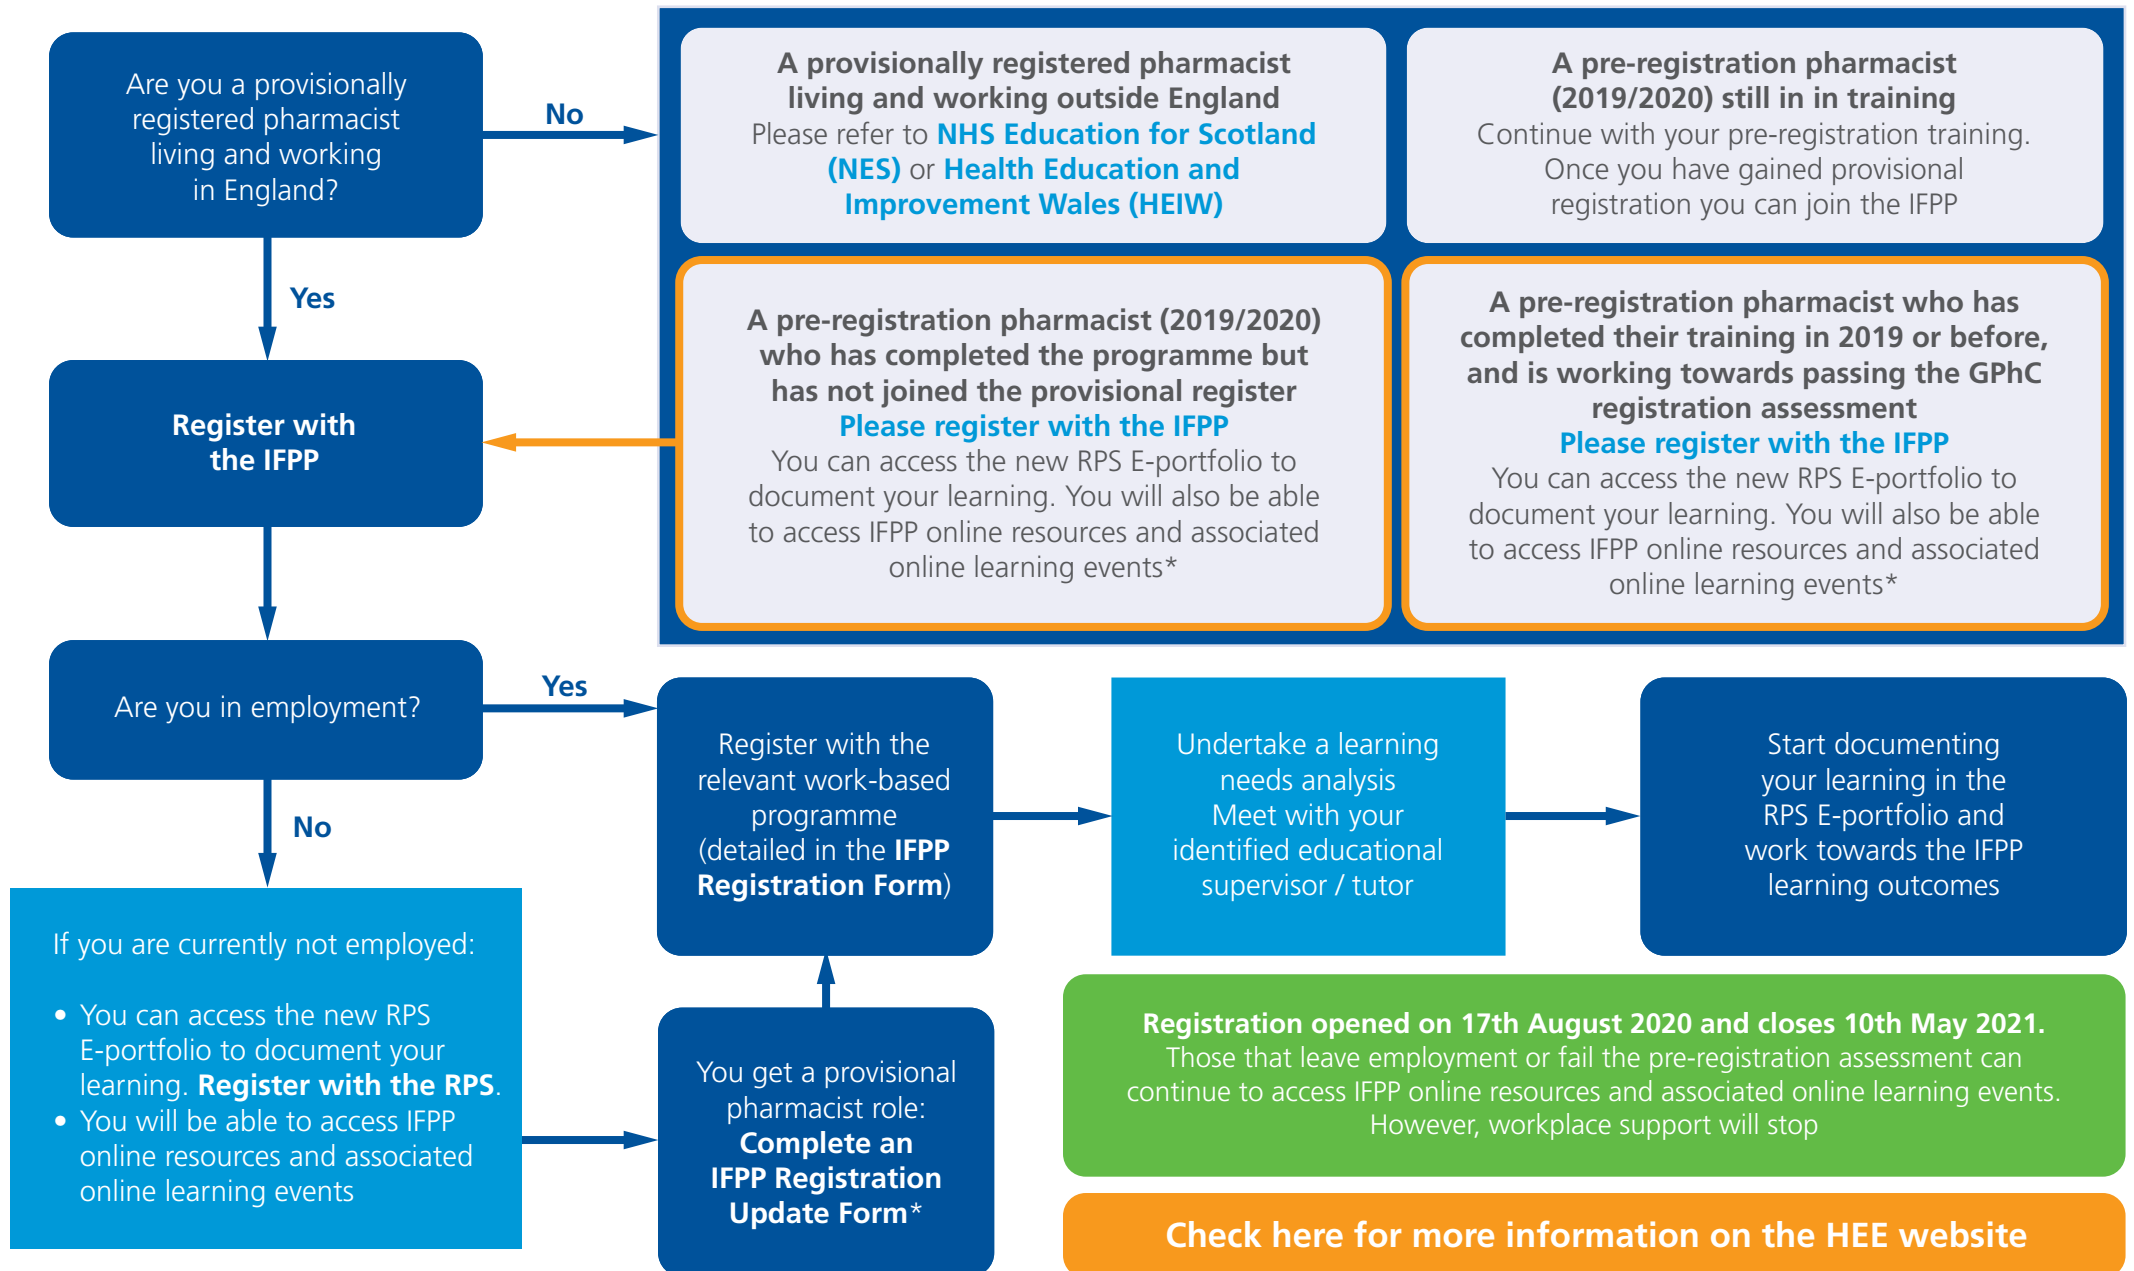 Are you a provisionally
registered pharmacist
living and working
in England?
No
Yes
A provisionally registered pharmacist
living and working outside England
Please refer to NHS Education for Scotland
(NES) or Health Education and
Improvement Wales (HEIW)
A pre-registration pharmacist
(2019/2020) still in in training
Continue with your pre-registration training.
Once you have gained provisional
registration you can join the IFPP
A pre-registration pharmacist (2019/2020)
who has completed the programme but
has not joined the provisional register
Please register with the IFPP
You can access the new RPS E-portfolio to
document your learning. You will also be able
to access IFPP online resources and associated
online learning events*
A pre-registration pharmacist who has
completed their training in 2019 or before,
and is working towards passing the GPhC
registration assessment
Please register with the IFPP
You can access the new RPS E-portfolio to
document your learning. You will also be able
to access IFPP online resources and associated
online learning events*
Register with
the IFPP
Are you in employment?
Yes
No
Register with the
relevant work-based
programme
(detailed in the IFPP
Registration Form)
Undertake a learning
needs analysis
Meet with your
identified educational
supervisor / tutor
Start documenting
your learning in the
RPS E-portfolio and
work towards the IFPP
learning outcomes
If you are currently not employed:
• You can access the new RPS
E-portfolio to document your
learning. Register with the RPS.
• You will be able to access IFPP
online resources and associated
online learning events
You get a provisional
pharmacist role:
Complete an
IFPP Registration
Update Form*
Registration opened on 17th August 2020 and closes 10th May 2021.
Those that leave employment or fail the pre-registration assessment can
continue to access IFPP online resources and associated online learning events.
However, workplace support will stop
Check here for more information on the HEE website